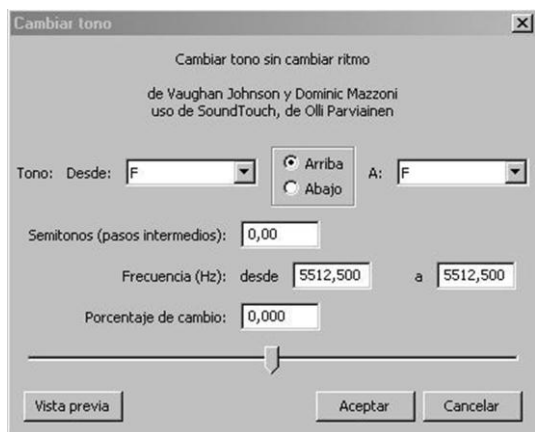 Cambiar tono
Cambiar tono sin cambiar ritmo
de Vaughan Johnson y Dominic Mazzoni
uso de SoundTouch, de Olli Parviainen
Tono: Desde: F Arriba A: F
Abajo
Semitonos (pasos intermedios): 0,00
Frecuencia (Hz): desde 5512,500 a 5512,500
Porcentaje de cambio: 0,000
Vista previa Aceptar Cancelar